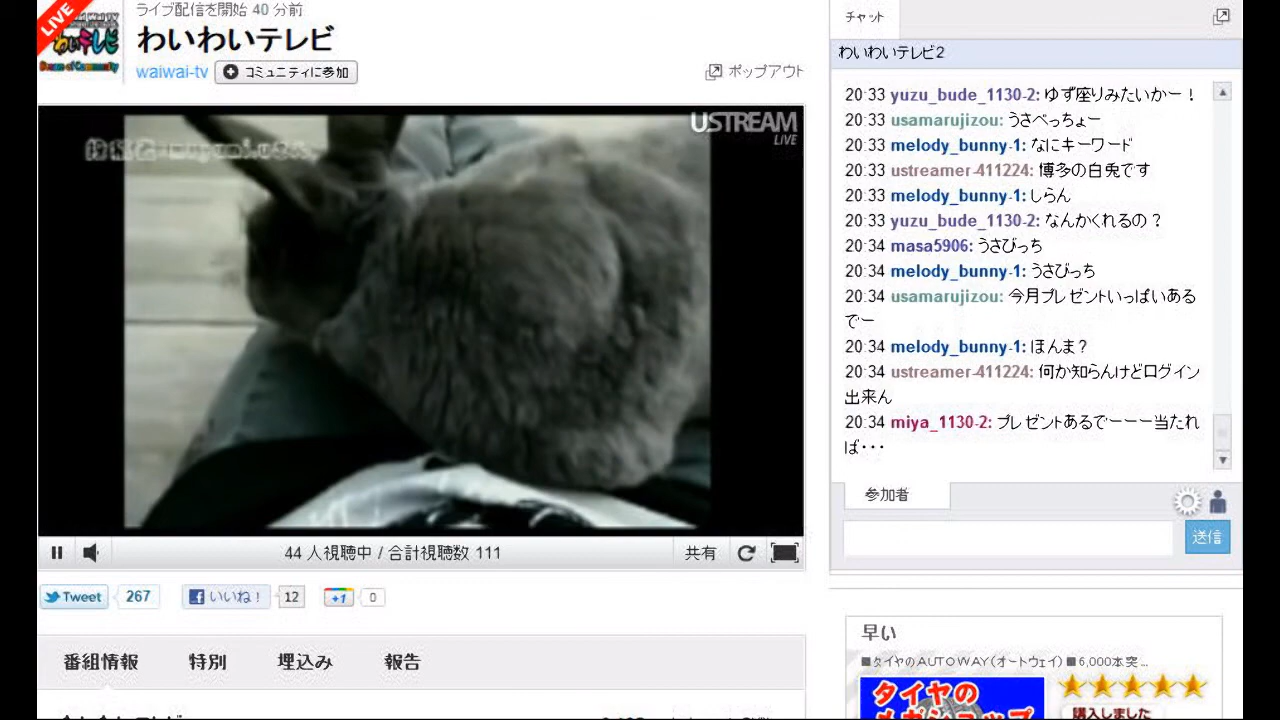 LIVE
ライブ配信を開始 40 分前
わいわいテレビ
waiwai-tv コミュニティに参加
ポップアウト
USTREAM
LIVE
44 人視聴中 / 合計視聴数 111
共有
Tweet 267 いいね！ 12 +1 0
番組情報 特別 埋込み 報告
チャット
わいわいテレビ2
20:33 yuzu_bude_1130-2: ゆず座りみたいかー！
20:33 usamarujizou: うさべっちょー
20:33 melody_bunny-1: なにキーワード
20:33 ustreamer-411224: 博多の白兎です
20:33 melody_bunny-1: しらん
20:33 yuzu_bude_1130-2: なんかくれるの？
20:34 masa5906: うさびっち
20:34 melody_bunny-1: うさびっち
20:34 usamarujizou: 今月プレゼントいっぱいある
でー
20:34 melody_bunny-1: ほんま？
20:34 ustreamer-411224: 何か知らんけどログイン
出来ん
20:34 miya_1130-2: プレゼントあるでーーー当たれ
ば・・・
参加者
送信
早い
■タイヤのAUTOWAY(オートウェイ)■6,000本突...
タイヤの
購入しました